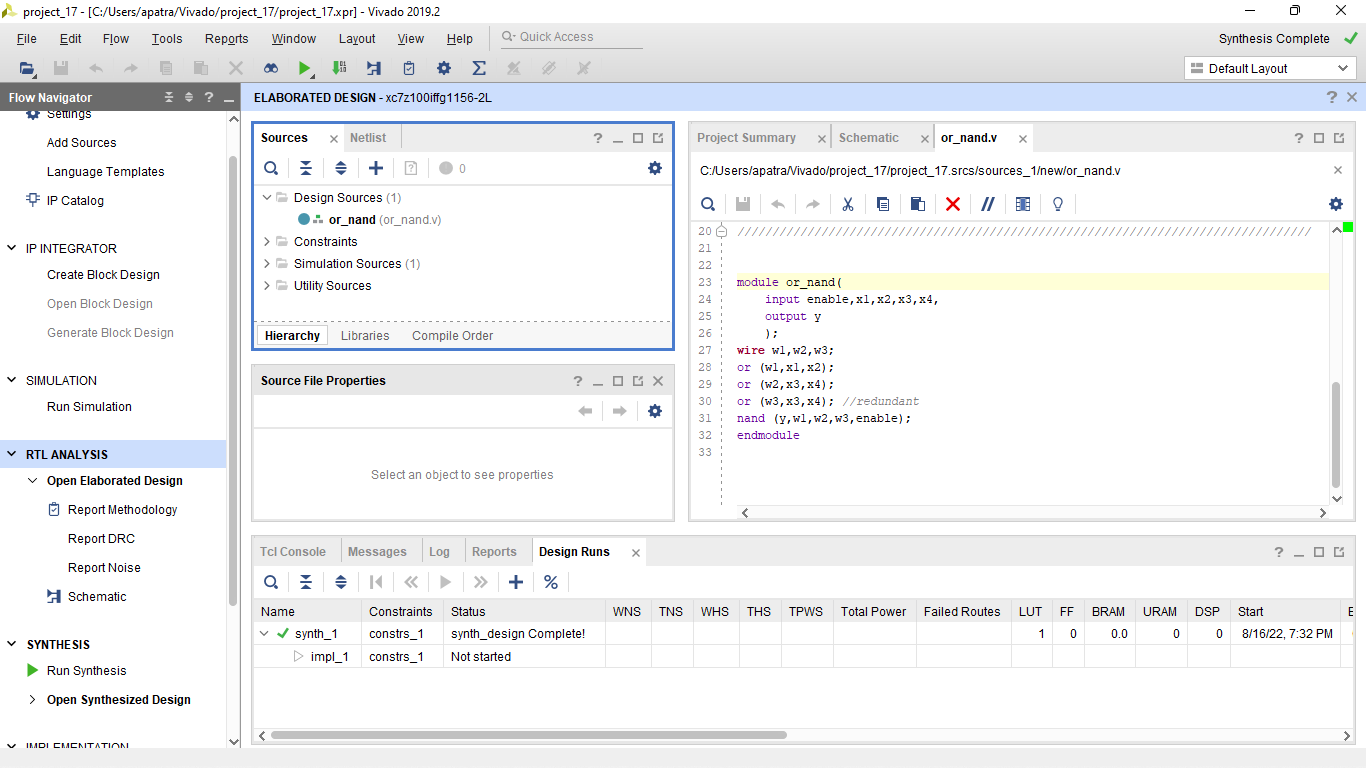 project_17 - [C:/Users/apatra/Vivado/project_17/project_17.xpr] - Vivado 2019.2
File Edit Flow Tools Reports Window Layout View Help Quick Access
Synthesis Complete
Default Layout
Flow Navigator
Settings
Add Sources
Language Templates
IP Catalog
IP INTEGRATOR
Create Block Design
Open Block Design
Generate Block Design
SIMULATION
Run Simulation
RTL ANALYSIS
Open Elaborated Design
Report Methodology
Report DRC
Report Noise
Schematic
SYNTHESIS
Run Synthesis
Open Synthesized Design
IMPLEMENTATION
ELABORATED DESIGN - xc7z100iffg1156-2L
Sources Netlist
0
Design Sources (1)
or_nand (or_nand.v)
Constraints
Simulation Sources (1)
Utility Sources
Hierarchy Libraries Compile Order
Source File Properties
Select an object to see properties
Project Summary Schematic or_nand.v
C:/Users/apatra/Vivado/project_17/project_17.srcs/sources_1/new/or_nand.v
20 //////////////////////////////////////////////////////////////////////////////////
21
22
23 module or_nand(
24 input enable,x1,x2,x3,x4,
25 output y
26 );
27 wire w1,w2,w3;
28 or (w1,x1,x2);
29 or (w2,x3,x4);
30 or (w3,x3,x4); //redundant
31 nand (y,w1,w2,w3,enable);
32 endmodule
33
Tcl Console Messages Log Reports Design Runs
Name Constraints Status WNS TNS WHS THS TPWS Total Power Failed Routes LUT FF BRAM URAM DSP Start E
synth_1 constrs_1 synth_design Complete! 1 0 0.0 0 0 8/16/22, 7:32 PM
impl_1 constrs_1 Not started